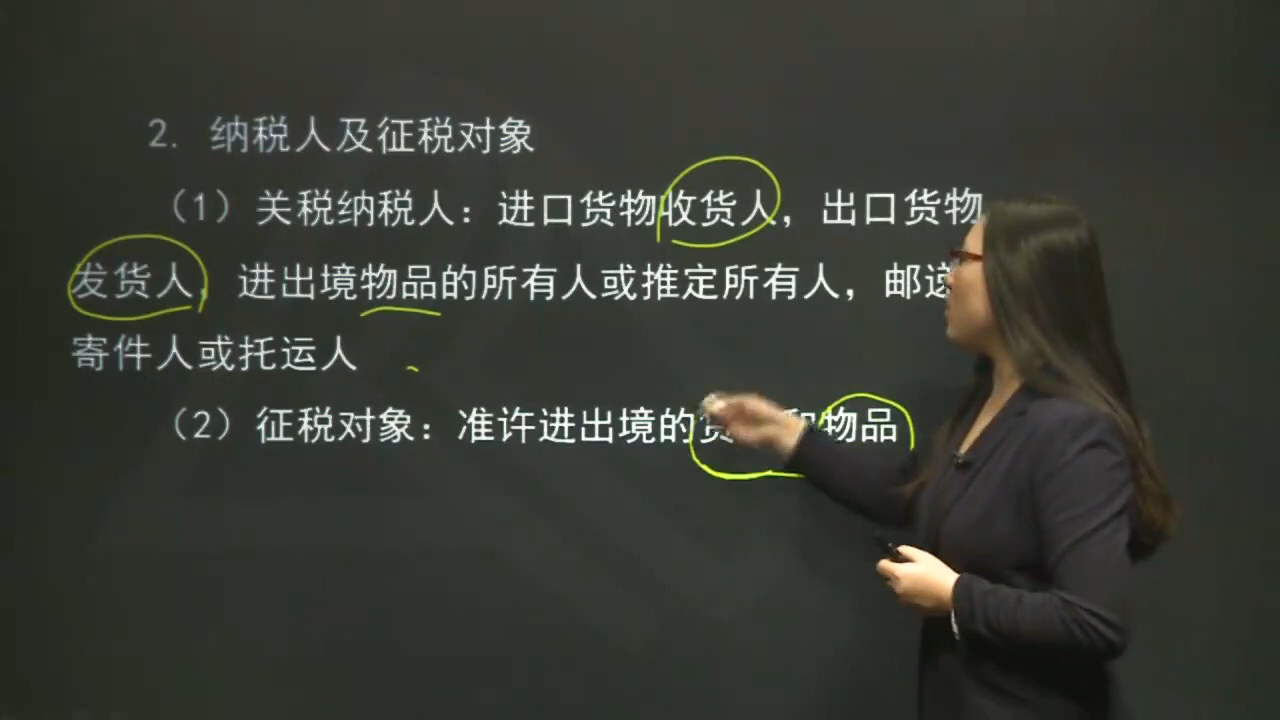 2. 纳税人及征税对象
（1）关税纳税人：进口货物收货人，出口货物
发货人，进出境物品的所有人或推定所有人，邮递
寄件人或托运人
（2）征税对象：准许进出境的货 物品